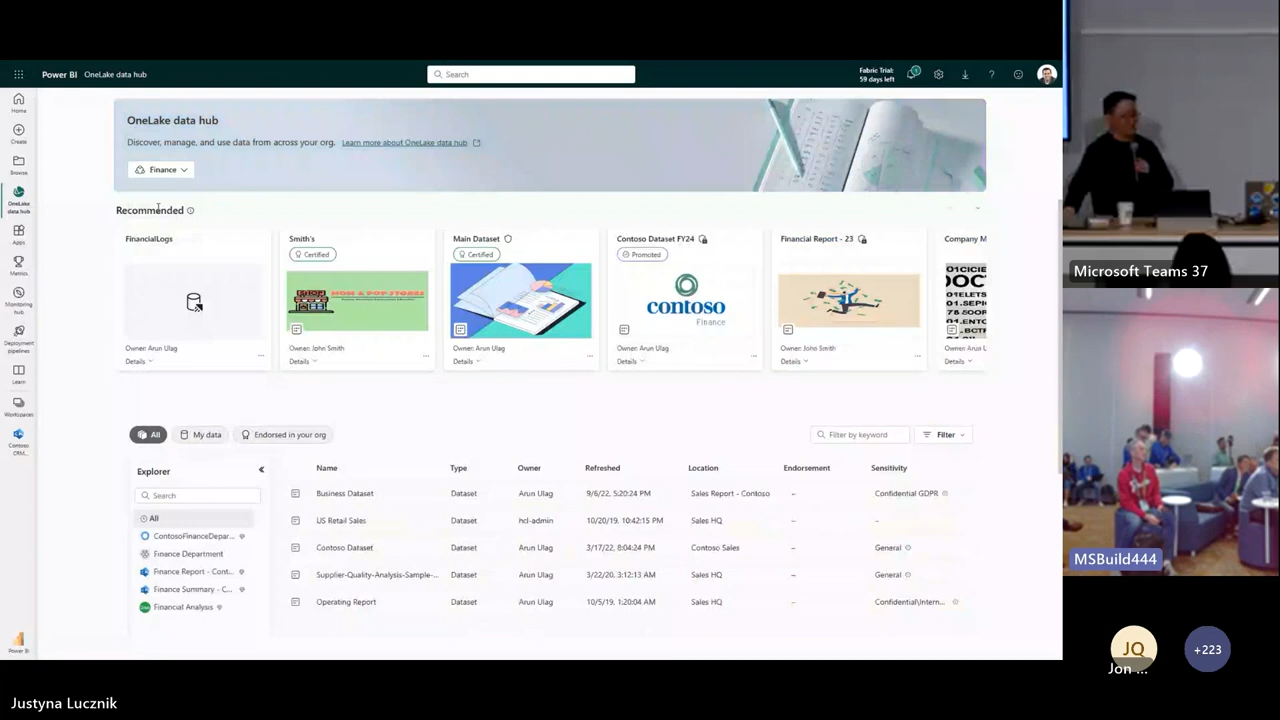 Power BI OneLake data hub
Search
Fabric Trial:
59 days left
1
Home
Create
Browse
OneLake
data hub
Apps
Metrics
Monitoring
hub
Deployment
pipelines
Learn
Workspaces
Contoso
CRM...
Power BI
OneLake data hub
Discover, manage, and use data from across your org. Learn more about OneLake data hub
Finance
Recommended
FinancialLogs
Owner: Arun Ulag
Details
Smith's
Certified
MOM & POP STORES
Owner: John Smith
Details
Main Dataset
Certified
Owner: Arun Ulag
Details
Contoso Dataset FY24
Promoted
contoso
Finance
Owner: Arun Ulag
Details
Financial Report - 23
Owner: John Smith
Details
Company M
Owner: Arun U
Details
All My data Endorsed in your org
Filter by keyword Filter
Explorer
Search
All
ContosoFinanceDepar...
Finance Department
Finance Report - Cont...
Finance Summary - C...
Financial Analysis
Name Type Owner Refreshed Location Endorsement Sensitivity
Business Dataset Dataset Arun Ulag 9/6/22, 5:20:24 PM Sales Report - Contoso – Confidential GDPR
US Retail Sales Dataset hcl-admin 10/20/19, 10:42:15 PM Sales HQ – –
Contoso Dataset Dataset Arun Ulag 3/17/22, 8:04:24 PM Contoso Sales – General
Supplier-Quality-Analysis-Sample-... Dataset Arun Ulag 3/22/20, 3:12:13 AM Sales HQ – General
Operating Report Dataset Arun Ulag 10/5/19, 1:20:04 AM Sales HQ – Confidential\Intern...
Microsoft Teams 37
MSBuild444
JQ
Jon ...
+223
Justyna Lucznik